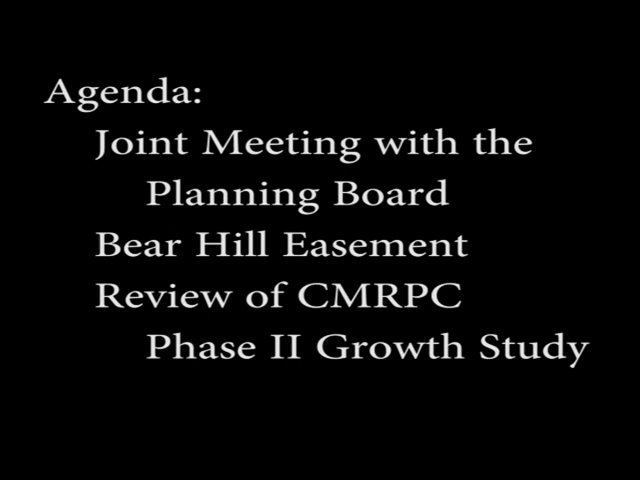 Agenda:
Joint Meeting with the
Planning Board
Bear Hill Easement
Review of CMRPC
Phase II Growth Study